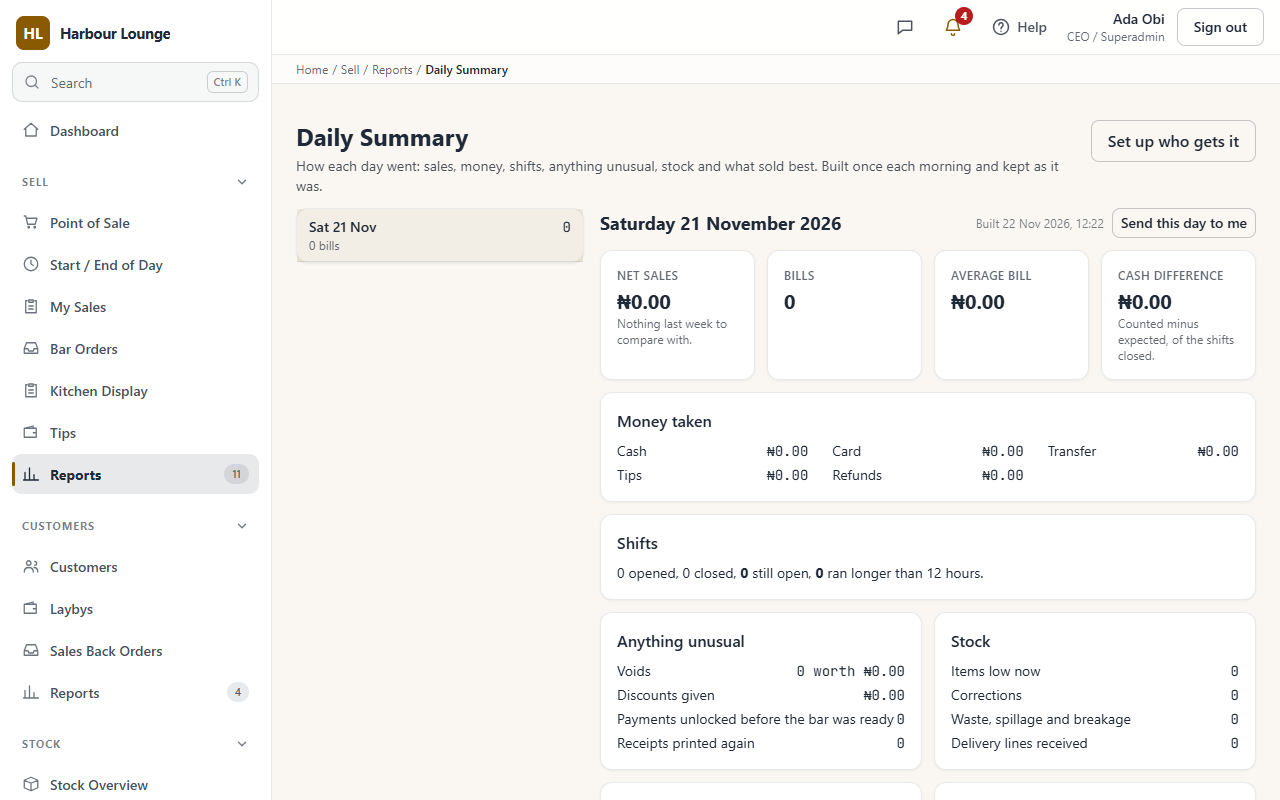 HL Harbour Lounge
Search Ctrl K
Dashboard
SELL
Point of Sale
Start / End of Day
My Sales
Bar Orders
Kitchen Display
Tips
Reports 11
CUSTOMERS
Customers
Laybys
Sales Back Orders
Reports 4
STOCK
Stock Overview
4
Help
Ada Obi
CEO / Superadmin
Sign out
Home / Sell / Reports / Daily Summary
Daily Summary
How each day went: sales, money, shifts, anything unusual, stock and what sold best. Built once each morning and kept as it
was.
Set up who gets it
Sat 21 Nov 0
0 bills
Saturday 21 November 2026
Built 22 Nov 2026, 12:22
Send this day to me
NET SALES
₦0.00
Nothing last week to
compare with.
BILLS
0
AVERAGE BILL
₦0.00
CASH DIFFERENCE
₦0.00
Counted minus
expected, of the shifts
closed.
Money taken
Cash ₦0.00 Card ₦0.00 Transfer ₦0.00
Tips ₦0.00 Refunds ₦0.00
Shifts
0 opened, 0 closed, 0 still open, 0 ran longer than 12 hours.
Anything unusual
Voids 0 worth ₦0.00
Discounts given ₦0.00
Payments unlocked before the bar was ready 0
Receipts printed again 0
Stock
Items low now 0
Corrections 0
Waste, spillage and breakage 0
Delivery lines received 0